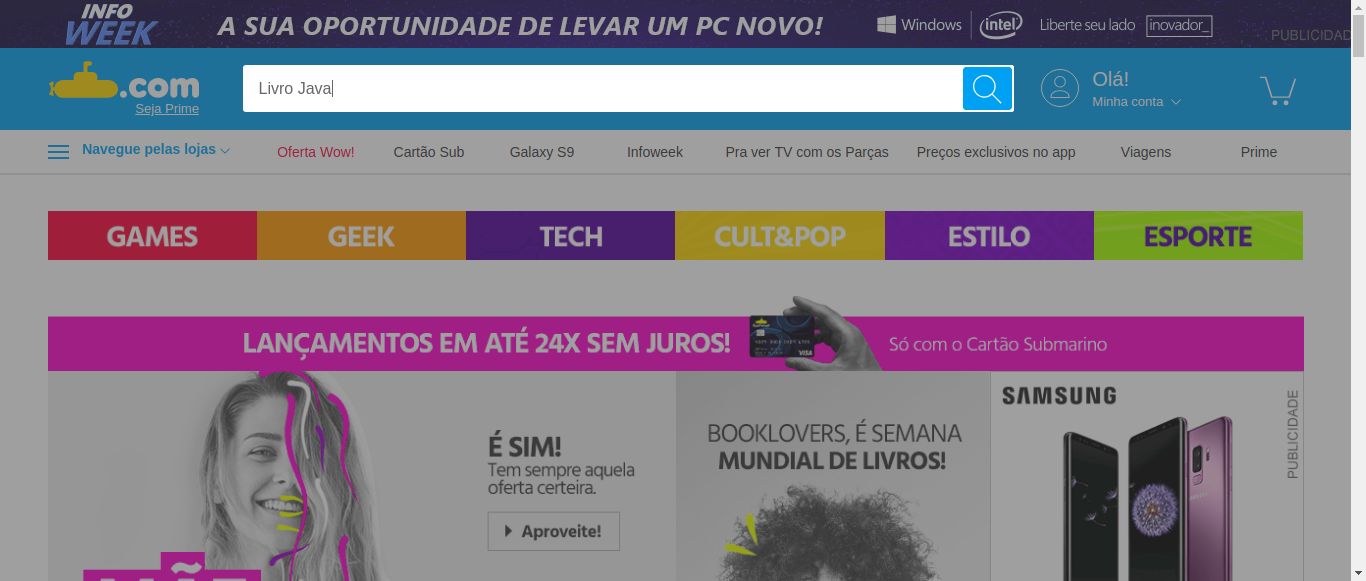 INFO
WEEK
A SUA OPORTUNIDADE DE LEVAR UM PC NOVO!
Windows
intel
Liberte seu lado inovador_
PUBLICIDAD
.com
Seja Prime
Livro Java
Olá!
Minha conta
Navegue pelas lojas
Oferta Wow!
Cartão Sub
Galaxy S9
Infoweek
Pra ver TV com os Parças
Preços exclusivos no app
Viagens
Prime
GAMES
GEEK
TECH
CULT&POP
ESTILO
ESPORTE
LANÇAMENTOS EM ATÉ 24X SEM JUROS!
VISA
Só com o Cartão Submarino
É SIM!
Tem sempre aquela
oferta certeira.
Aproveite!
BOOKLOVERS, É SEMANA
MUNDIAL DE LIVROS!
SAMSUNG
PUBLICIDADE